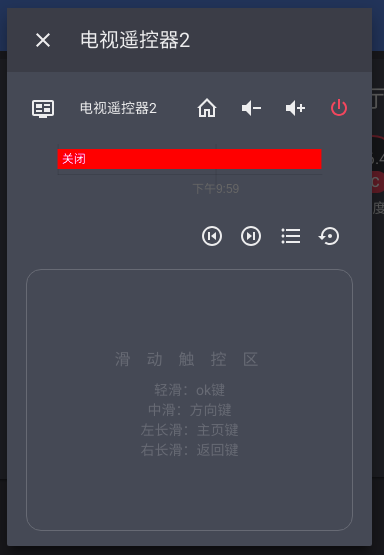 电视遥控器2
电视遥控器2
关闭
下午9:59
滑 动 触 控 区
轻滑：ok键
中滑：方向键
左长滑：主页键
右长滑：返回键
厅
C
度